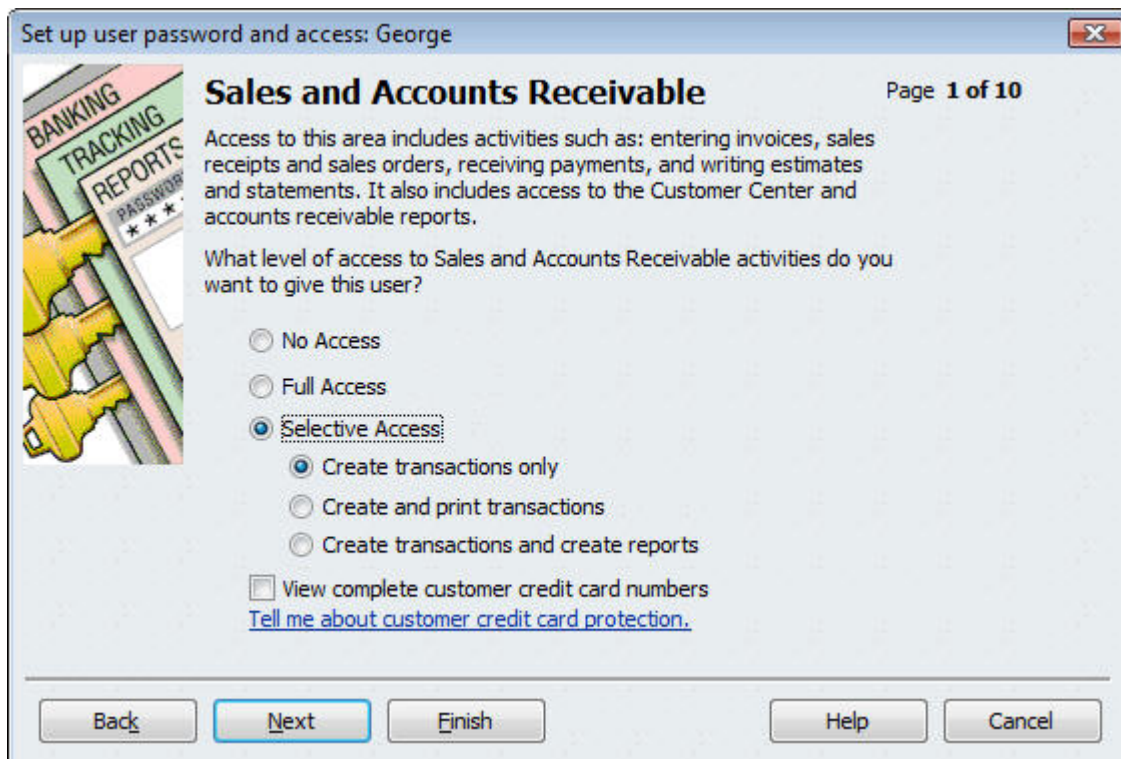 Set up user password and access: George
BANKING
TRACKING
REPORTS
PASSWOR
****
Sales and Accounts Receivable
Page 1 of 10
Access to this area includes activities such as: entering invoices, sales
receipts and sales orders, receiving payments, and writing estimates
and statements. It also includes access to the Customer Center and
accounts receivable reports.
What level of access to Sales and Accounts Receivable activities do you
want to give this user?
No Access
Full Access
Selective Access
Create transactions only
Create and print transactions
Create transactions and create reports
View complete customer credit card numbers
Tell me about customer credit card protection.
Back
Next
Finish
Help
Cancel